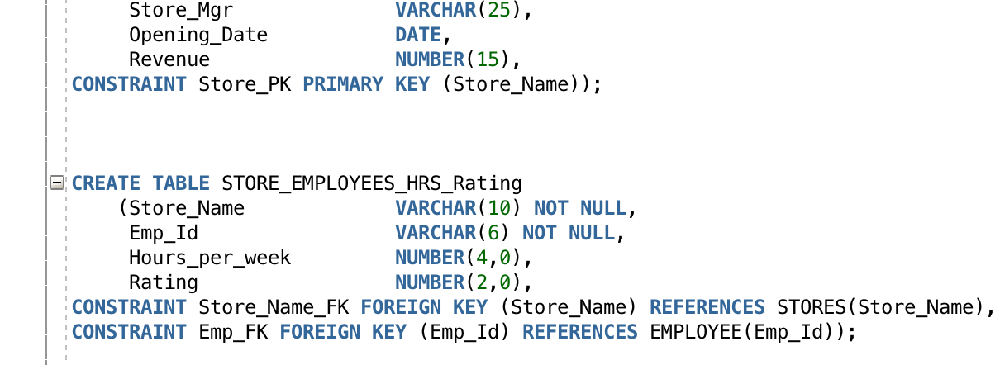 Store_Mgr VARCHAR(25),
Opening_Date DATE,
Revenue NUMBER(15),
CONSTRAINT Store_PK PRIMARY KEY (Store_Name));
CREATE TABLE STORE_EMPLOYEES_HRS_Rating
(Store_Name VARCHAR(10) NOT NULL,
Emp_Id VARCHAR(6) NOT NULL,
Hours_per_week NUMBER(4,0),
Rating NUMBER(2,0),
CONSTRAINT Store_Name_FK FOREIGN KEY (Store_Name) REFERENCES STORES(Store_Name),
CONSTRAINT Emp_FK FOREIGN KEY (Emp_Id) REFERENCES EMPLOYEE(Emp_Id));